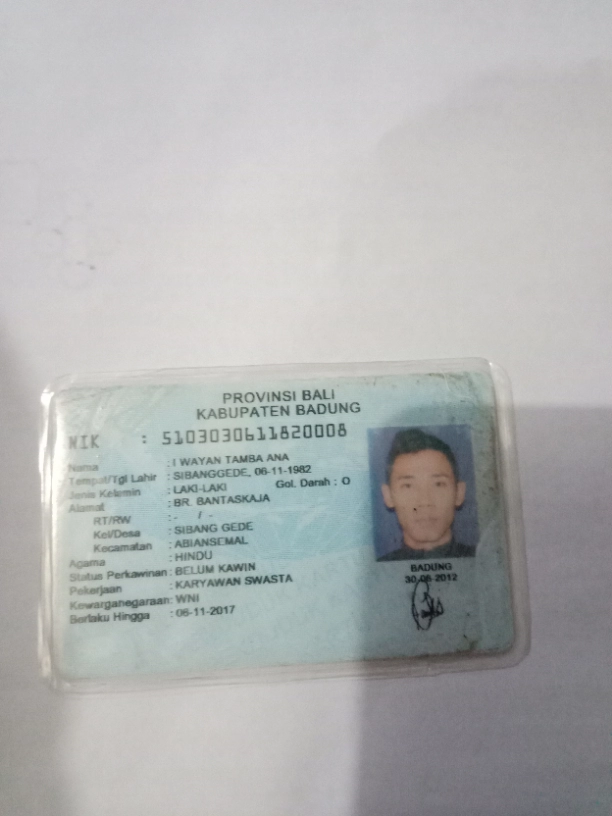 PROVINSI BALI
KABUPATEN BADUNG
NIK : 5103030611820008
Nama : I WAYAN TAMBA ANA
Tempat/Tgl Lahir : SIBANGGEDE, 06-11-1982
Jenis Kelamin : LAKI-LAKI Gol. Darah : O
Alamat : BR. BANTASKAJA
RT/RW : - / -
Kel/Desa : SIBANG GEDE
Kecamatan : ABIANSEMAL
Agama : HINDU
Status Perkawinan : BELUM KAWIN
Pekerjaan : KARYAWAN SWASTA
Kewarganegaraan: WNI
Berlaku Hingga : 06-11-2017
BADUNG
30-06-2012